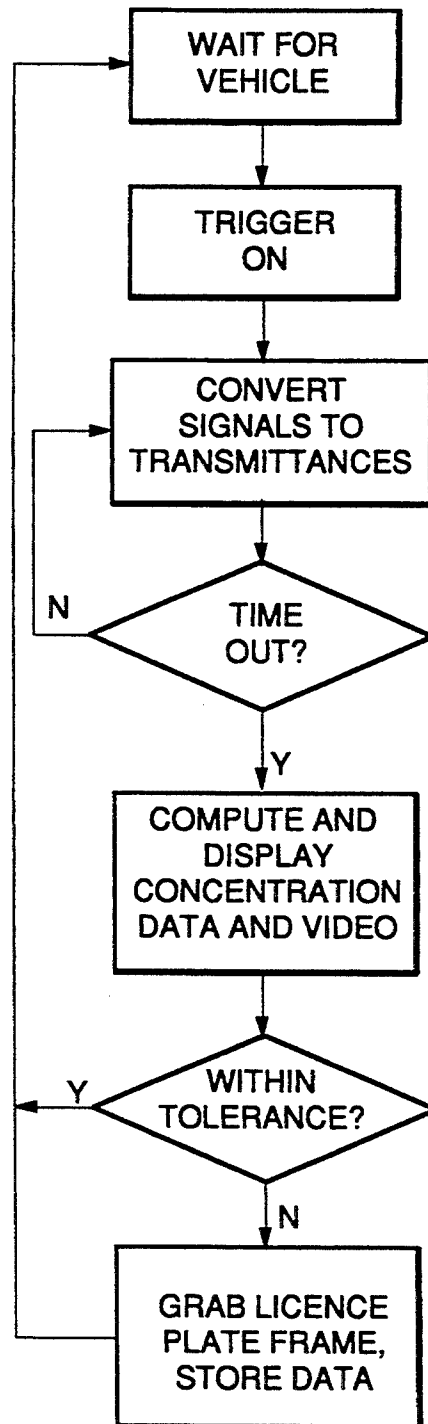 WAIT FOR
VEHICLE
TRIGGER
ON
CONVERT
SIGNALS TO
TRANSMITTANCES
N
TIME
OUT?
Y
COMPUTE AND
DISPLAY
CONCENTRATION
DATA AND VIDEO
Y
WITHIN
TOLERANCE?
N
GRAB LICENCE
PLATE FRAME,
STORE DATA